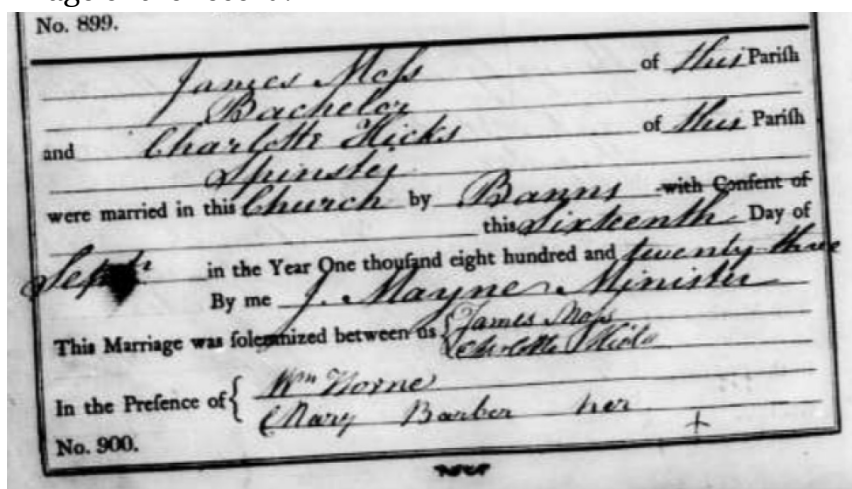 No. 899.
James Moss of this Parish
Bachelor
and Charlotte Hicks of this Parish
Spinster
were married in this Church by Banns with Consent of
this Sixteenth Day of
Septr in the Year One thousand eight hundred and twenty three
By me J. Mayne Minister
This Marriage was solemnized between us { James Moss
Charlotte Hicks
In the Presence of { Wm Horne
Mary Barber her +
No. 900.